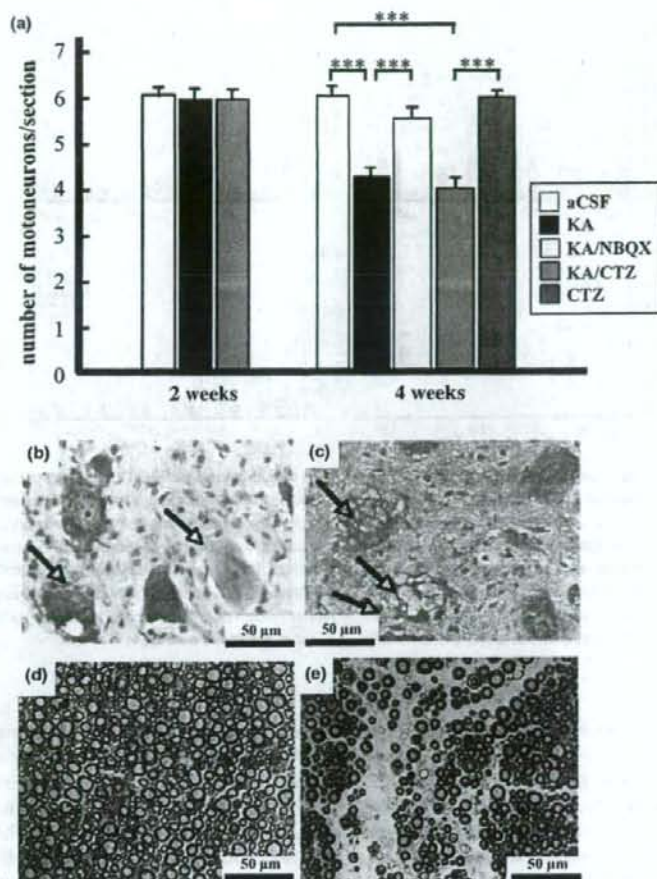 (a)
***
*** *** ***
number of motoneurons/section
7
6
5
4
3
2
1
0
2 weeks
4 weeks
aCSF
KA
KA/NBQX
KA/CTZ
CTZ
(b)
50 µm
(c)
50 µm
(d)
50 µm
(e)
50 µm